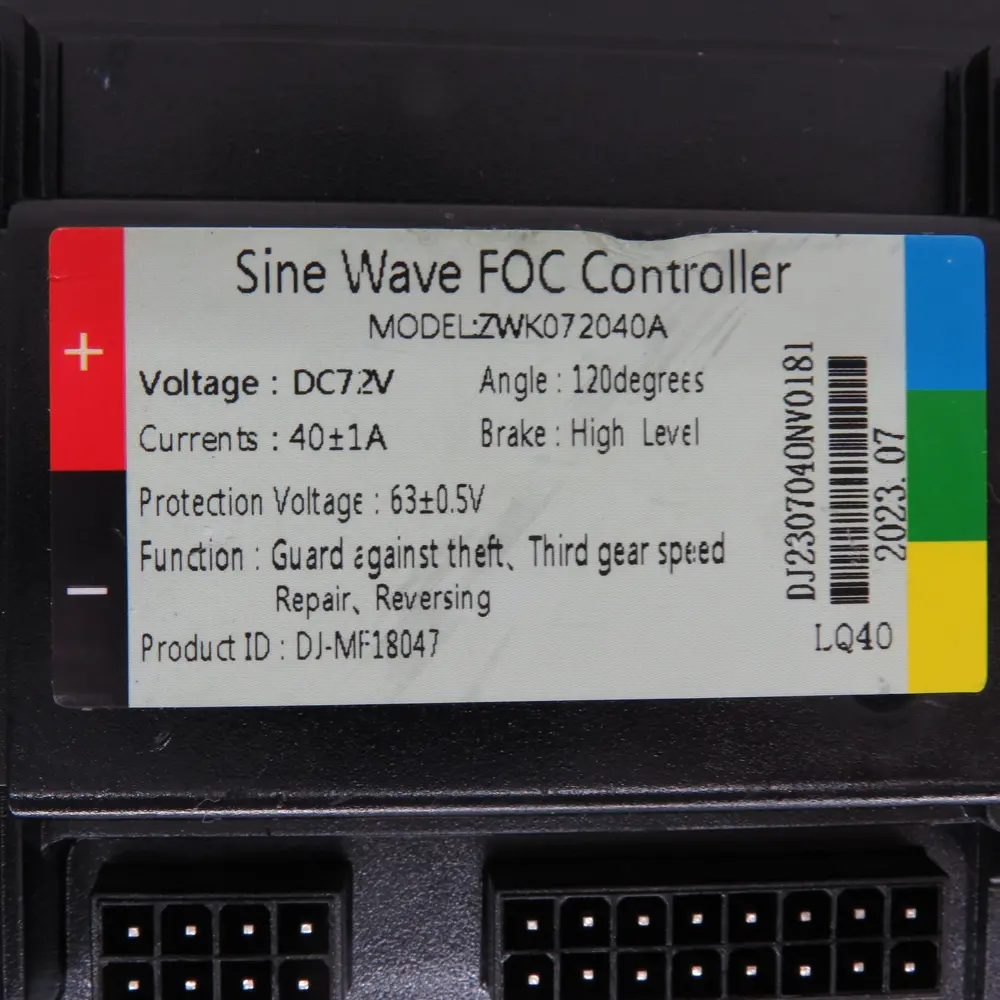 +
−
Sine Wave FOC Controller
MODEL:ZWK072040A
Voltage : DC72V
Angle : 120degrees
Currents : 40±1A
Brake : High Level
Protection Voltage : 63±0.5V
Function : Guard against theft、Third gear speed
Repair、Reversing
Product ID : DJ-MF18047
DJ2307040NV0181
2023.07
LQ40